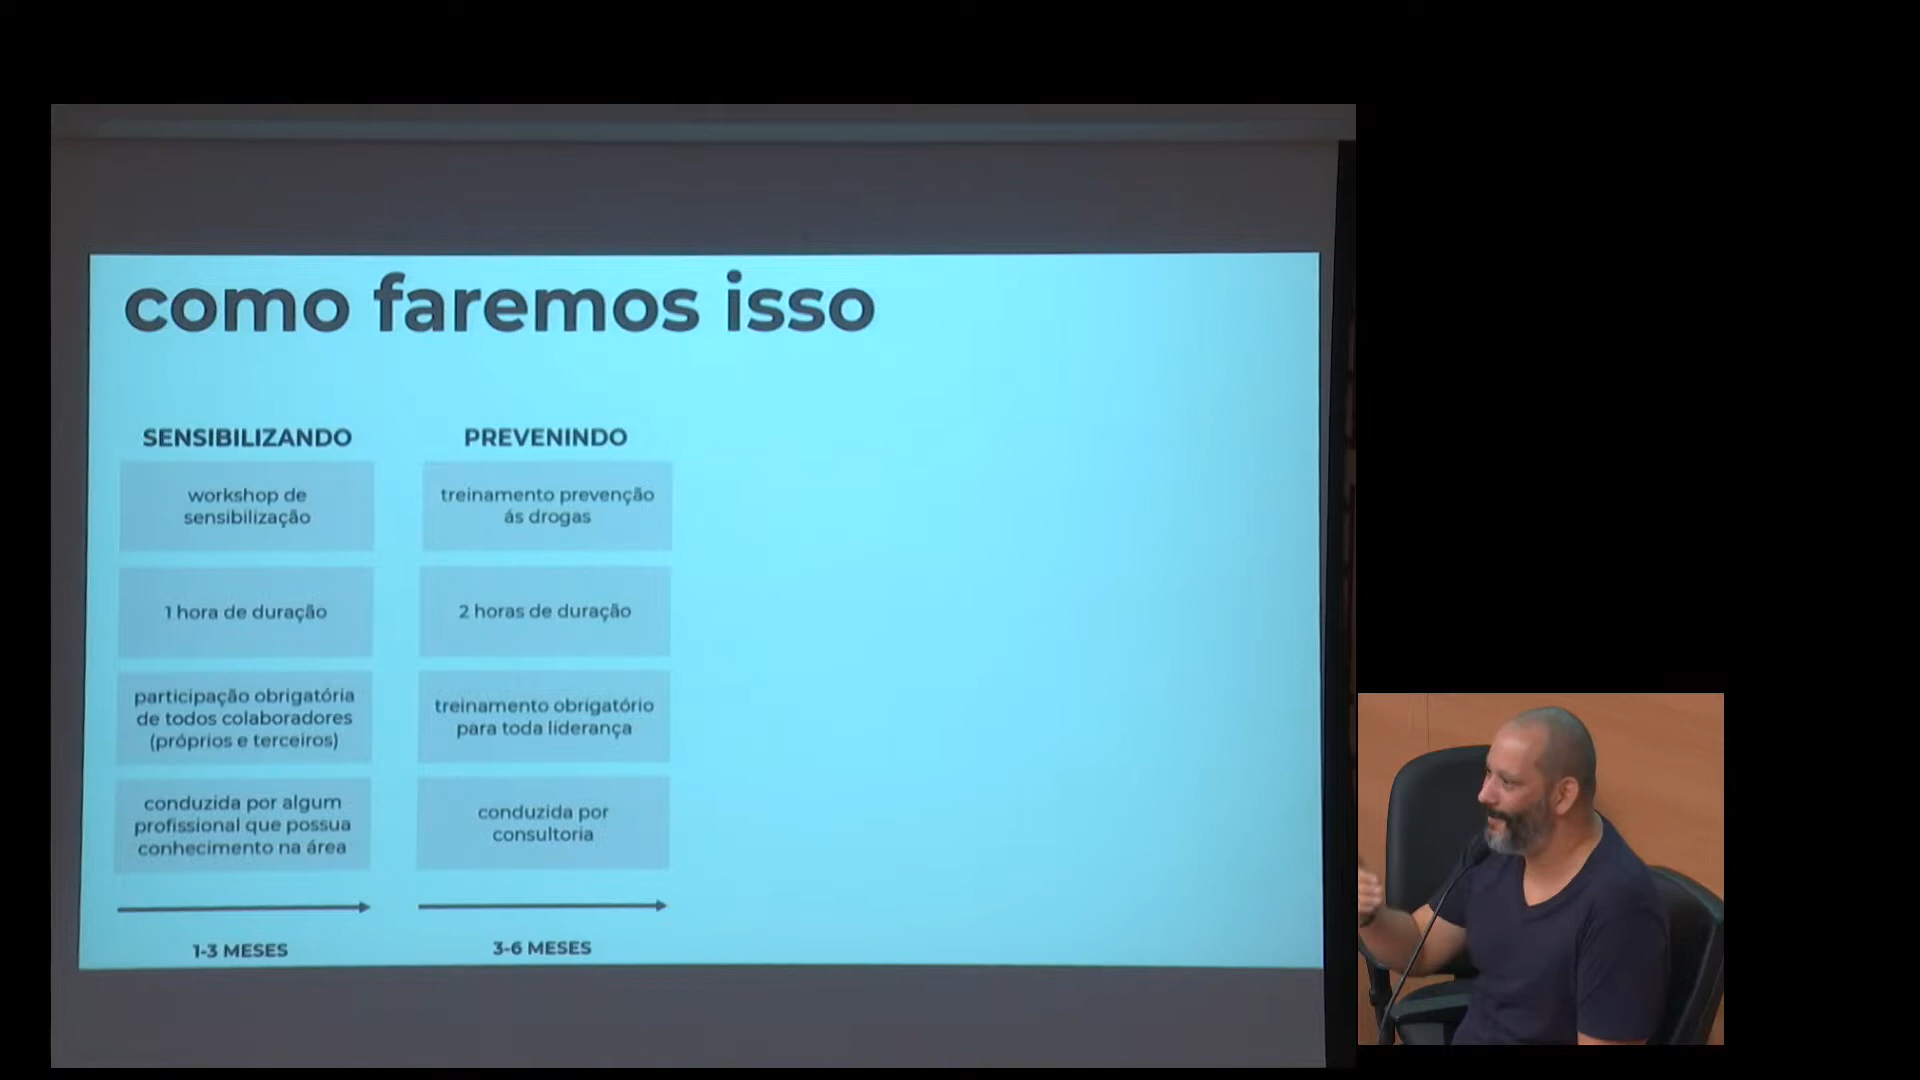 como faremos isso
SENSIBILIZANDO
workshop de
sensibilização
1 hora de duração
participação obrigatória
de todos colaboradores
(próprios e terceiros)
conduzida por algum
profissional que possua
conhecimento na área
1-3 MESES
PREVENINDO
treinamento prevenção
ás drogas
2 horas de duração
treinamento obrigatório
para toda liderança
conduzida por
consultoria
3-6 MESES